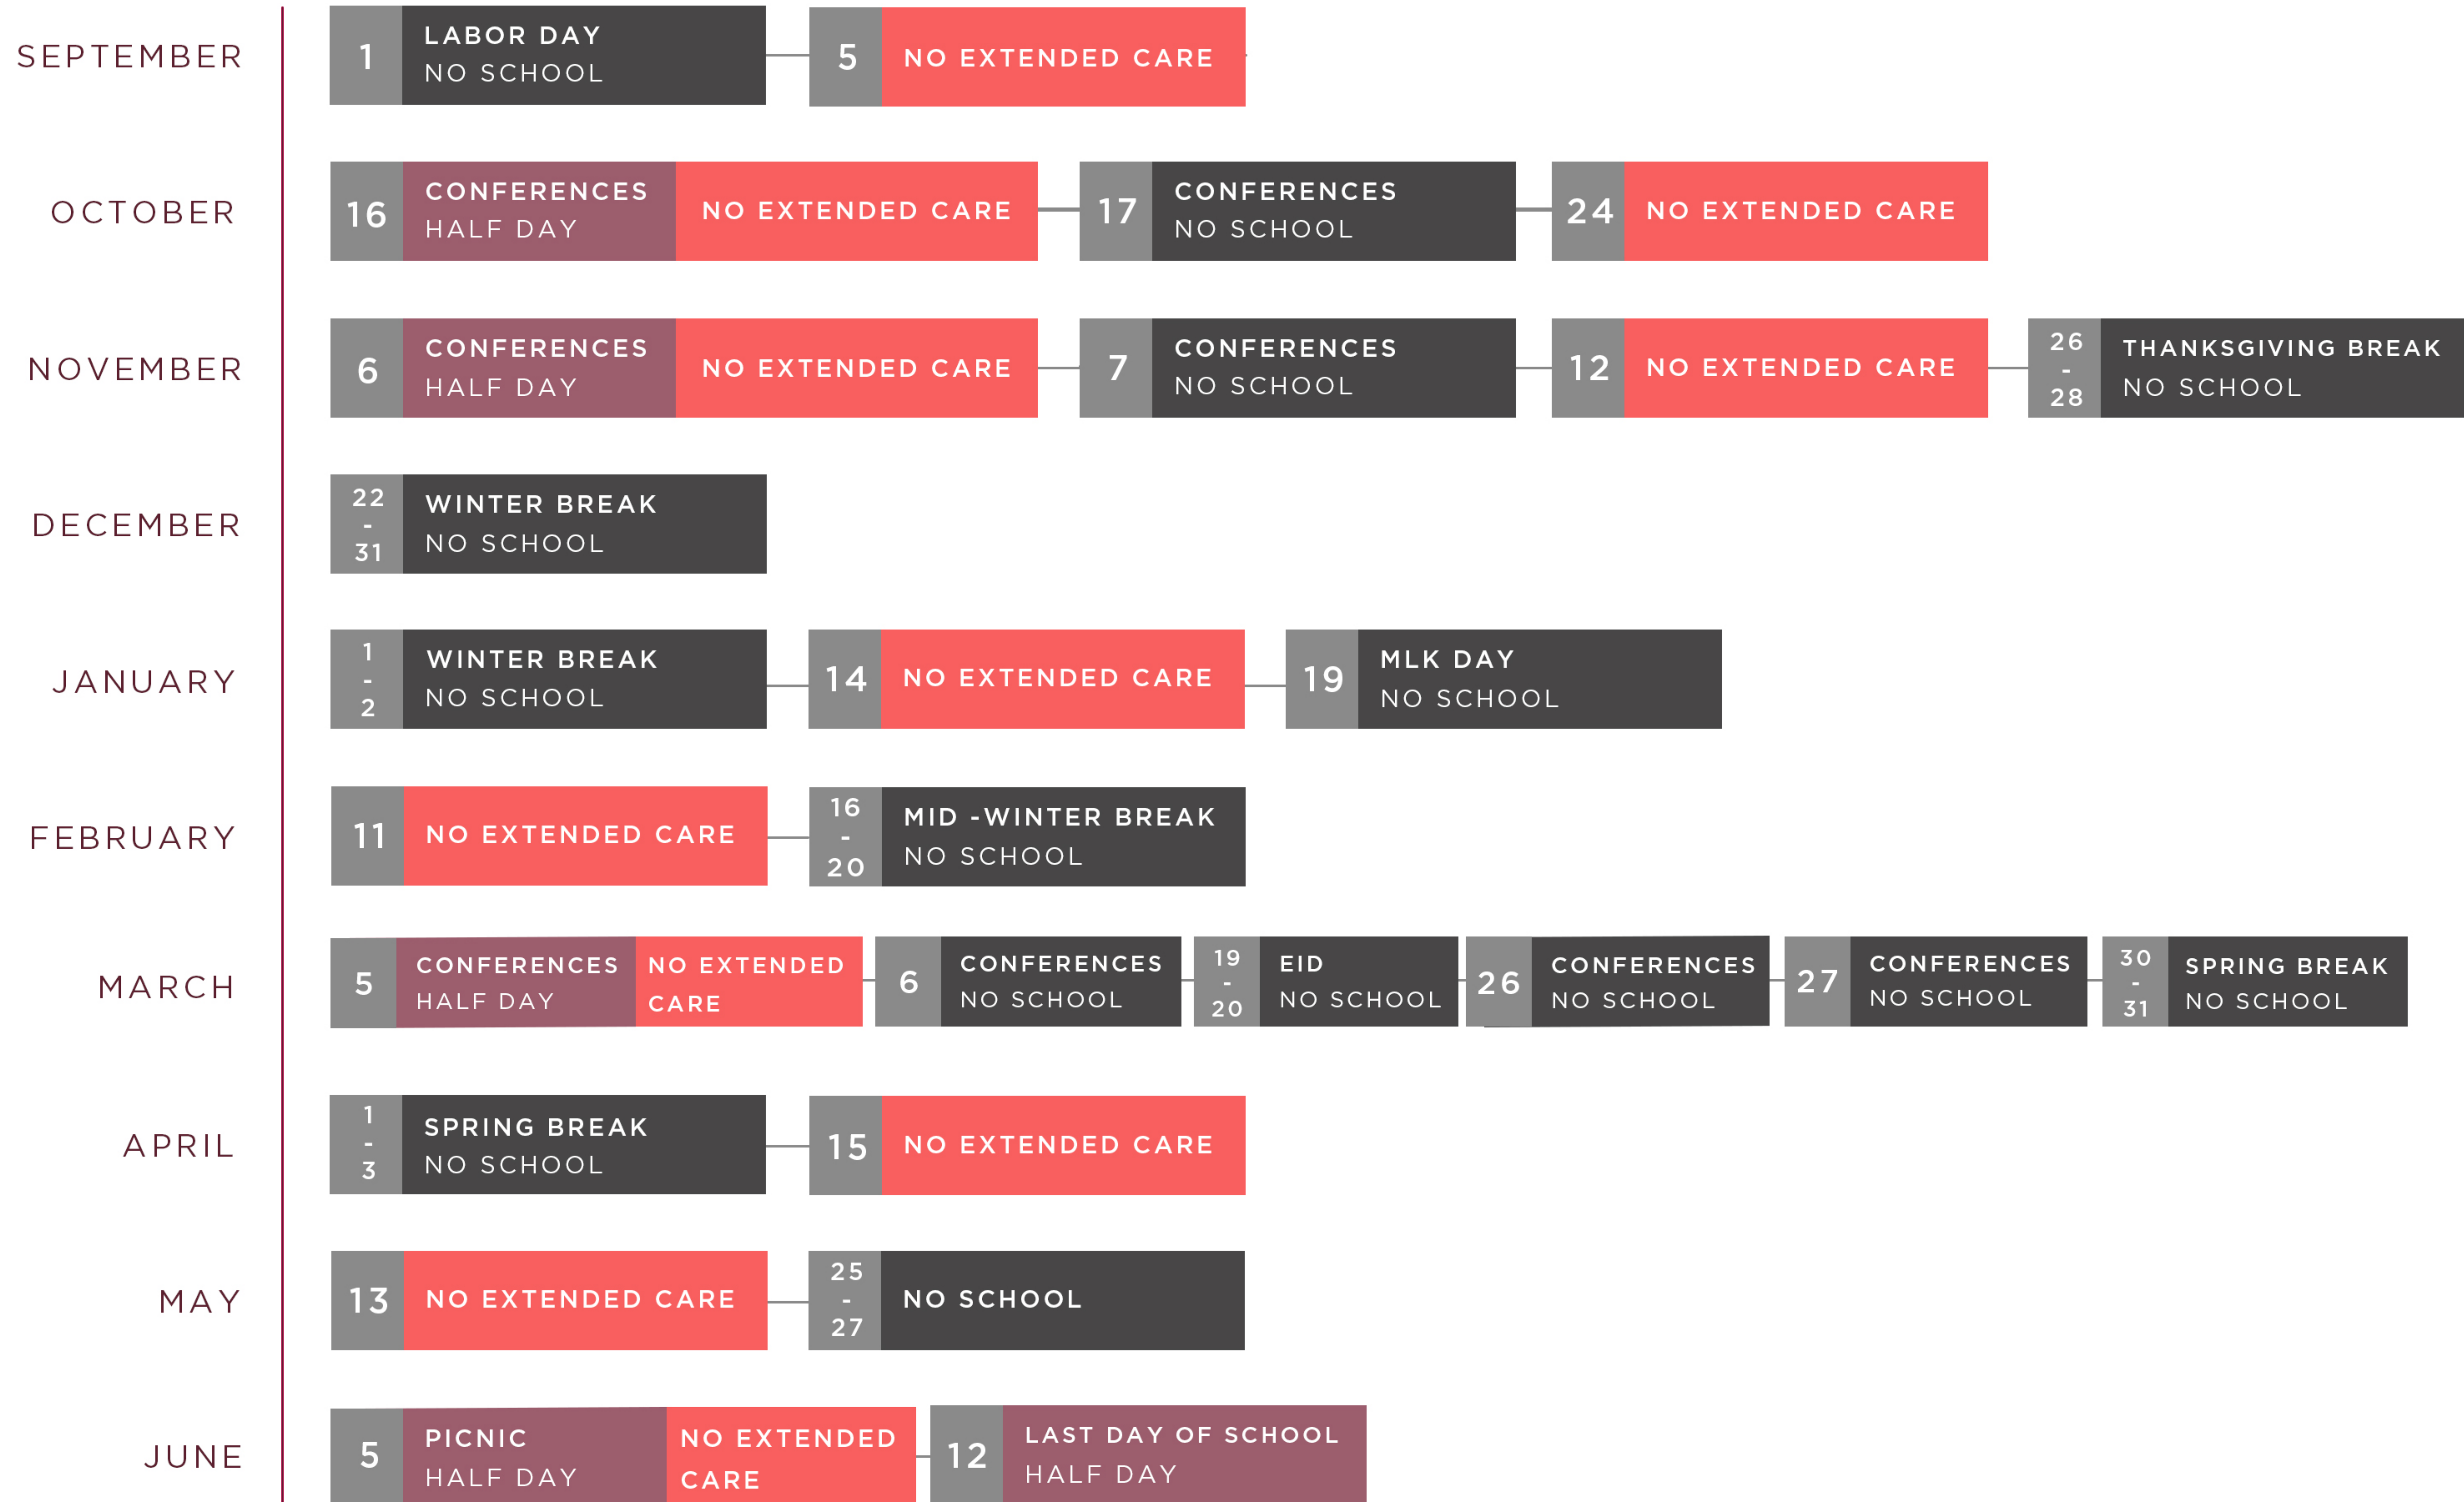 SEPTEMBER
1
LABOR DAY
NO SCHOOL
5
NO EXTENDED CARE
OCTOBER
16
CONFERENCES
HALF DAY
NO EXTENDED CARE
17
CONFERENCES
NO SCHOOL
24
NO EXTENDED CARE
NOVEMBER
6
CONFERENCES
HALF DAY
NO EXTENDED CARE
7
CONFERENCES
NO SCHOOL
12
NO EXTENDED CARE
26
-
28
THANKSGIVING BREAK
NO SCHOOL
DECEMBER
22
-
31
WINTER BREAK
NO SCHOOL
JANUARY
1
-
2
WINTER BREAK
NO SCHOOL
14
NO EXTENDED CARE
19
MLK DAY
NO SCHOOL
FEBRUARY
11
NO EXTENDED CARE
16
-
20
MID -WINTER BREAK
NO SCHOOL
MARCH
5
CONFERENCES
HALF DAY
NO EXTENDED
CARE
6
CONFERENCES
NO SCHOOL
19
-
20
EID
NO SCHOOL
26
CONFERENCES
NO SCHOOL
27
CONFERENCES
NO SCHOOL
30
-
31
SPRING BREAK
NO SCHOOL
APRIL
1
-
3
SPRING BREAK
NO SCHOOL
15
NO EXTENDED CARE
MAY
13
NO EXTENDED CARE
25
-
27
NO SCHOOL
JUNE
5
PICNIC
HALF DAY
NO EXTENDED
CARE
12
LAST DAY OF SCHOOL
HALF DAY